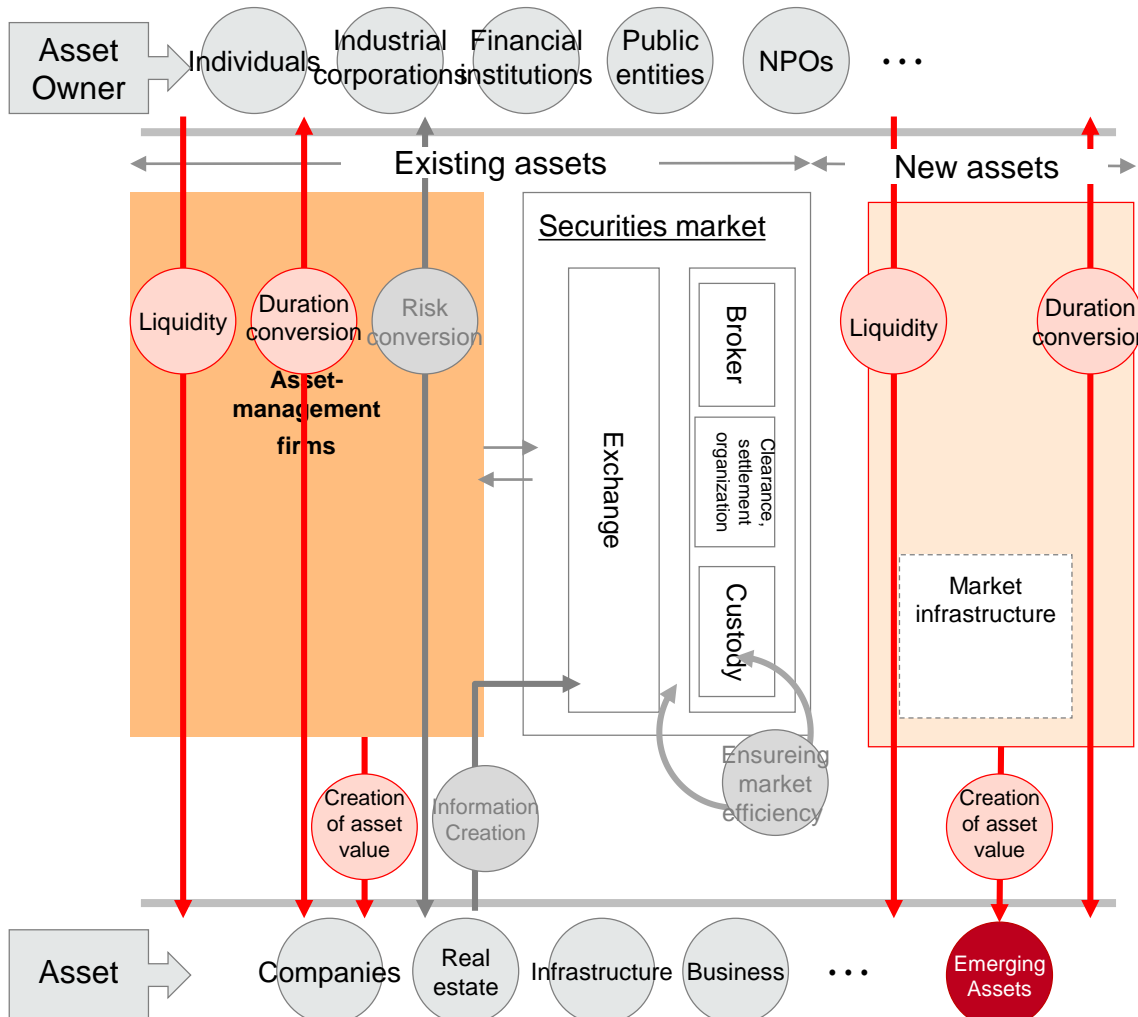 Asset
Owner
Individuals
Industrial
corporations
Financial
institutions
Public
entities
NPOs
...
Existing assets
New assets
Securities market
Liquidity
Duration
conversion
Risk
conversion
Asset-
management
firms
Exchange
Broker
Clearance,
settlement
organization
Custody
Liquidity
Duration
conversion
Market
infrastructure
Creation
of asset
value
Information
Creation
Ensureing
market
efficiency
Creation
of asset
value
Asset
Companies
Real
estate
Infrastructure
Business
...
Emerging
Assets